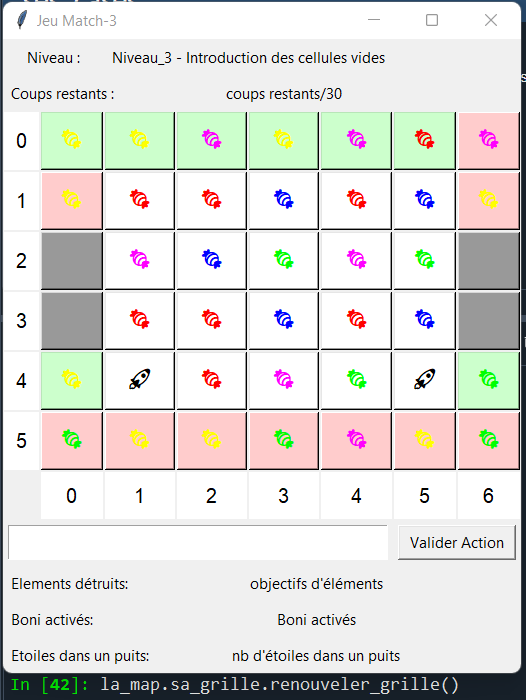 Jeu Match-3
Niveau : Niveau_3 - Introduction des cellules vides
Coups restants : coups restants/30
0
1
2
3
4
5
0 1 2 3 4 5 6
Valider Action
Elements détruits: objectifs d'éléments
Boni activés: Boni activés
Etoiles dans un puits: nb d'étoiles dans un puits
In [42]: la_map.sa_grille.renouveler_grille()